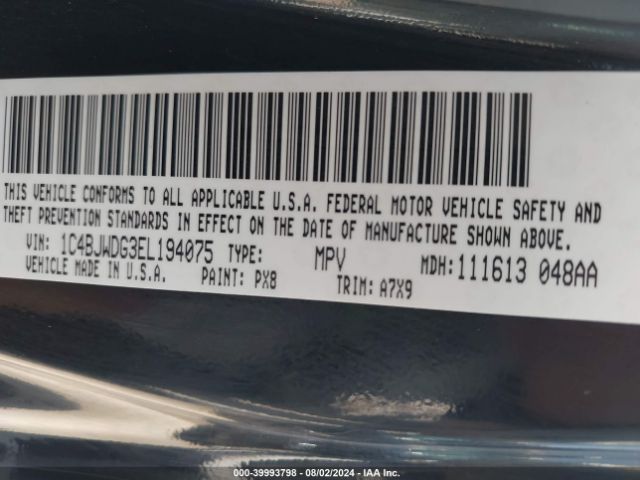 THIS VEHICLE CONFORMS TO ALL APPLICABLE U.S.A. FEDERAL MOTOR VEHICLE SAFETY AND
THEFT PREVENTION STANDARDS IN EFFECT ON THE DATE OF MANUFACTURE SHOWN ABOVE.
VIN: 1C4BJWDG3EL194075 TYPE: MPV MDH:111613 048AA
VEHICLE MADE IN U.S.A. PAINT: PX8 TRIM: A7X9
000-39993798 - 08/02/2024 - IAA Inc.